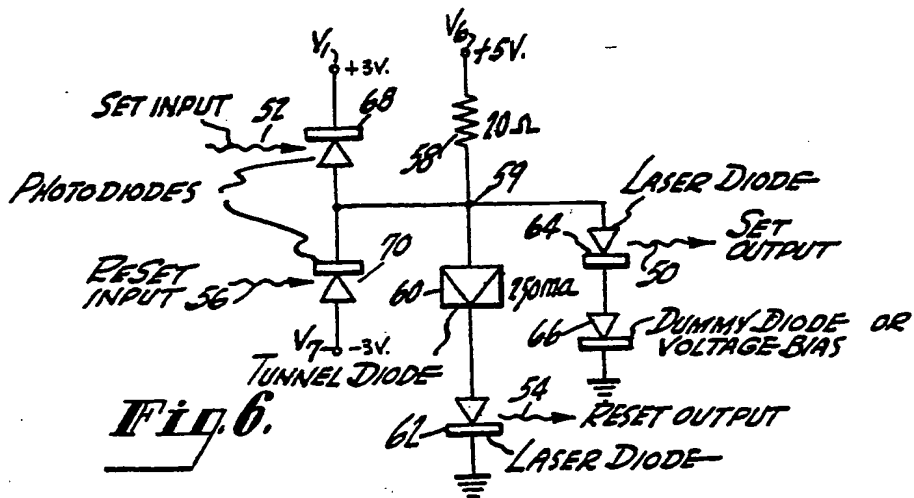 V1
+3V.
V6
+5V.
SET INPUT
52
68
58
20Ω
59
PHOTODIODES
LASER DIODE
64
SET
OUTPUT
50
RESET
INPUT
56
70
60
250ma
66
DUMMY DIODE OR
VOLTAGE BIAS
V7
-3V.
TUNNEL DIODE
54
RESET OUTPUT
62
LASER DIODE
Fig. 6.